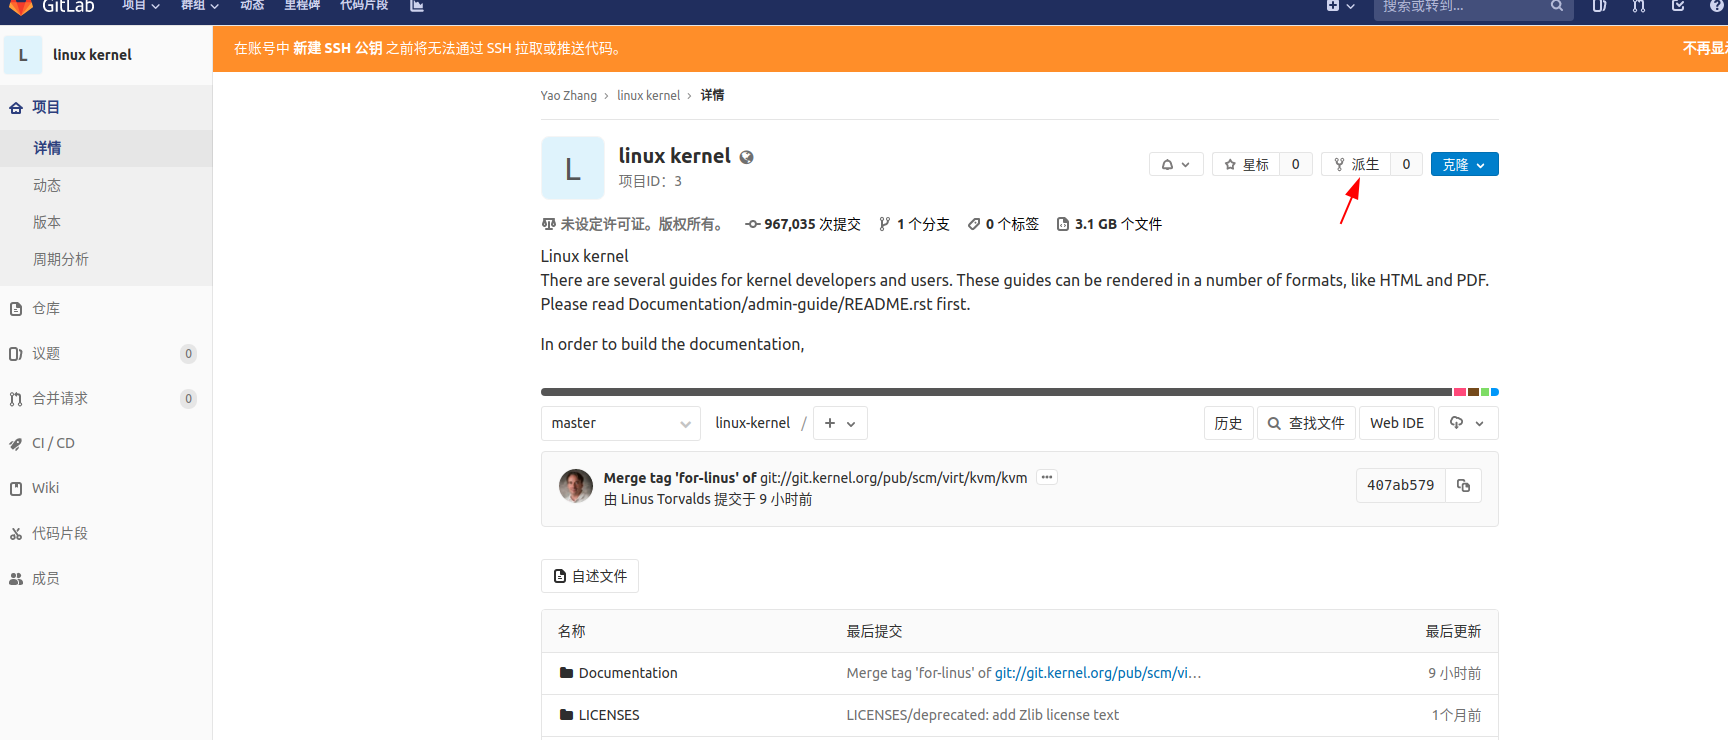 GitLab 项目 群组 动态 里程碑 代码片段 搜索或转到...
L linux kernel
在账号中 新建 SSH 公钥 之前将无法通过 SSH 拉取或推送代码。 不再显示
项目
详情
动态
版本
周期分析
仓库
议题 0
合并请求 0
CI / CD
Wiki
代码片段
成员
Yao Zhang › linux kernel › 详情
L
linux kernel
项目ID：3
星标 0 派生 0 克隆
未设定许可证。版权所有。 967,035 次提交 1 个分支 0 个标签 3.1 GB 个文件
Linux kernel
There are several guides for kernel developers and users. These guides can be rendered in a number of formats, like HTML and PDF.
Please read Documentation/admin-guide/README.rst first.
In order to build the documentation,
master linux-kernel / + 历史 查找文件 Web IDE
Merge tag 'for-linus' of git://git.kernel.org/pub/scm/virt/kvm/kvm ...
由 Linus Torvalds 提交于 9 小时前
407ab579
自述文件
名称 最后提交 最后更新
Documentation Merge tag 'for-linus' of git://git.kernel.org/pub/scm/vi... 9 小时前
LICENSES LICENSES/deprecated: add Zlib license text 1个月前